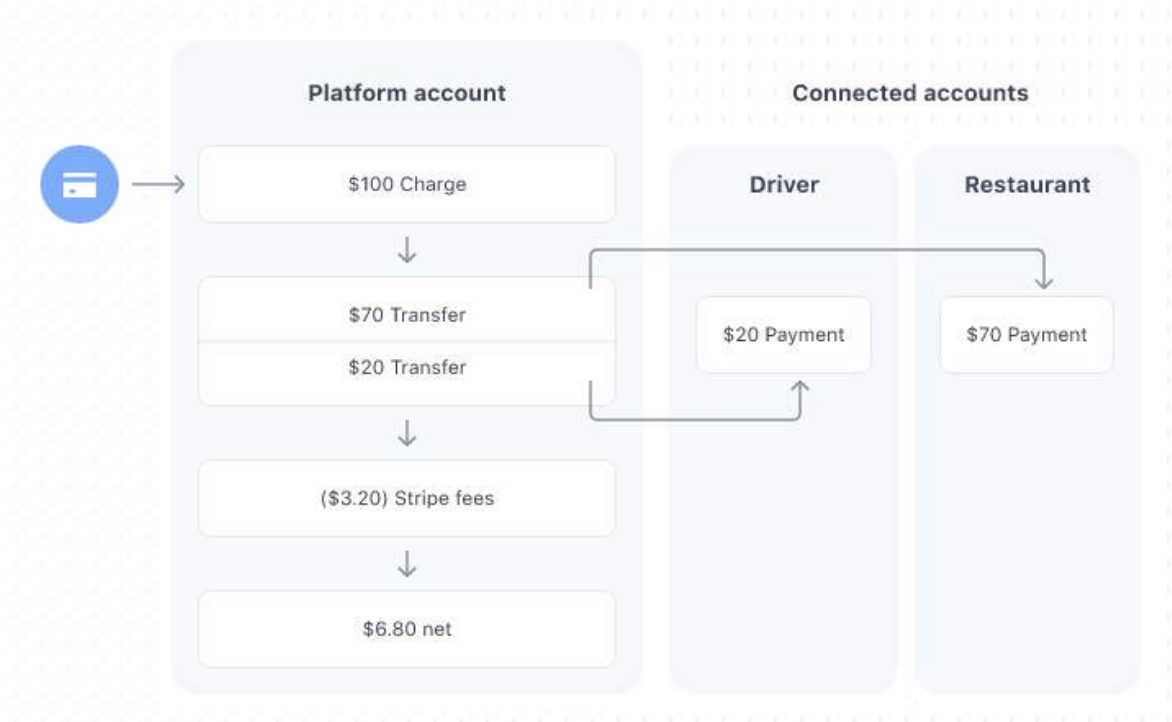 Platform account
Connected accounts
$100 Charge
Driver
Restaurant
$70 Transfer
$20 Transfer
$20 Payment
$70 Payment
($3.20) Stripe fees
$6.80 net